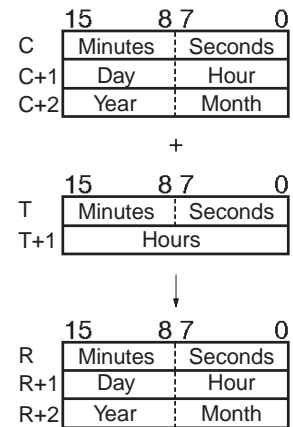 15 8 7 0
C Minutes Seconds
C+1 Day Hour
C+2 Year Month
+
15 8 7 0
T Minutes Seconds
T+1 Hours
15 8 7 0
R Minutes Seconds
R+1 Day Hour
R+2 Year Month